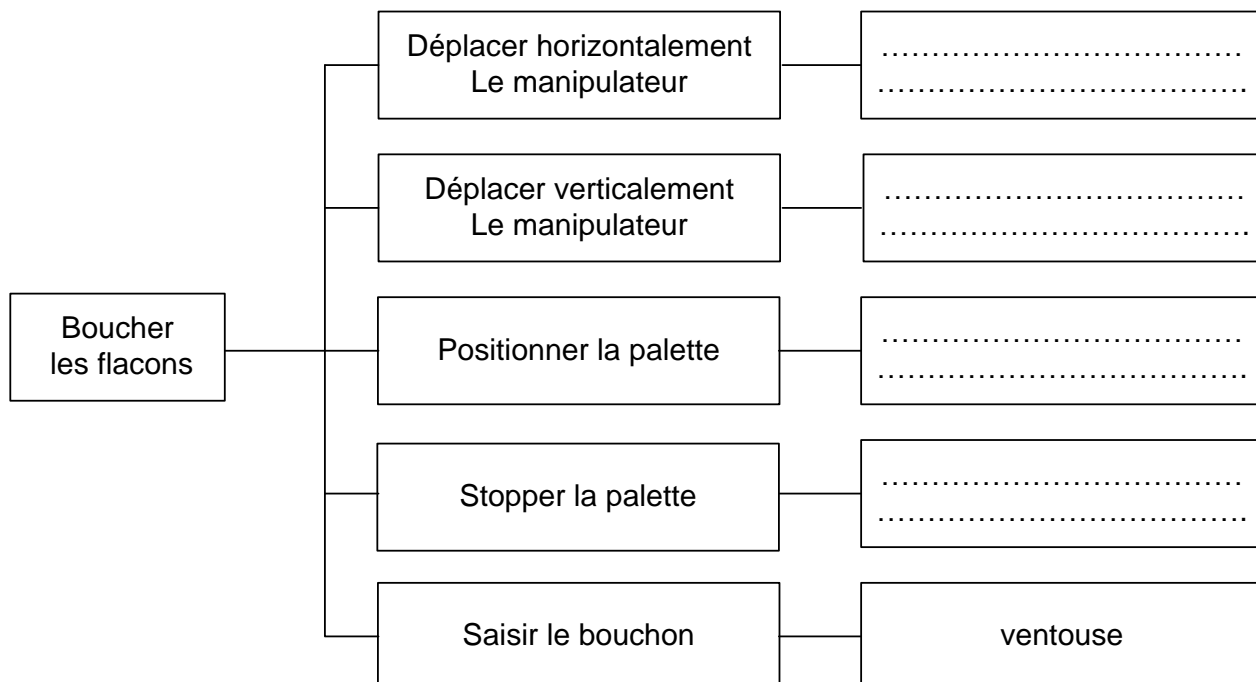 Déplacer horizontalement
Le manipulateur
……………………………….
……………………………….
Déplacer verticalement
Le manipulateur
……………………………….
……………………………….
Boucher
les flacons
Positionner la palette
……………………………….
……………………………….
Stopper la palette
……………………………….
……………………………….
Saisir le bouchon
ventouse